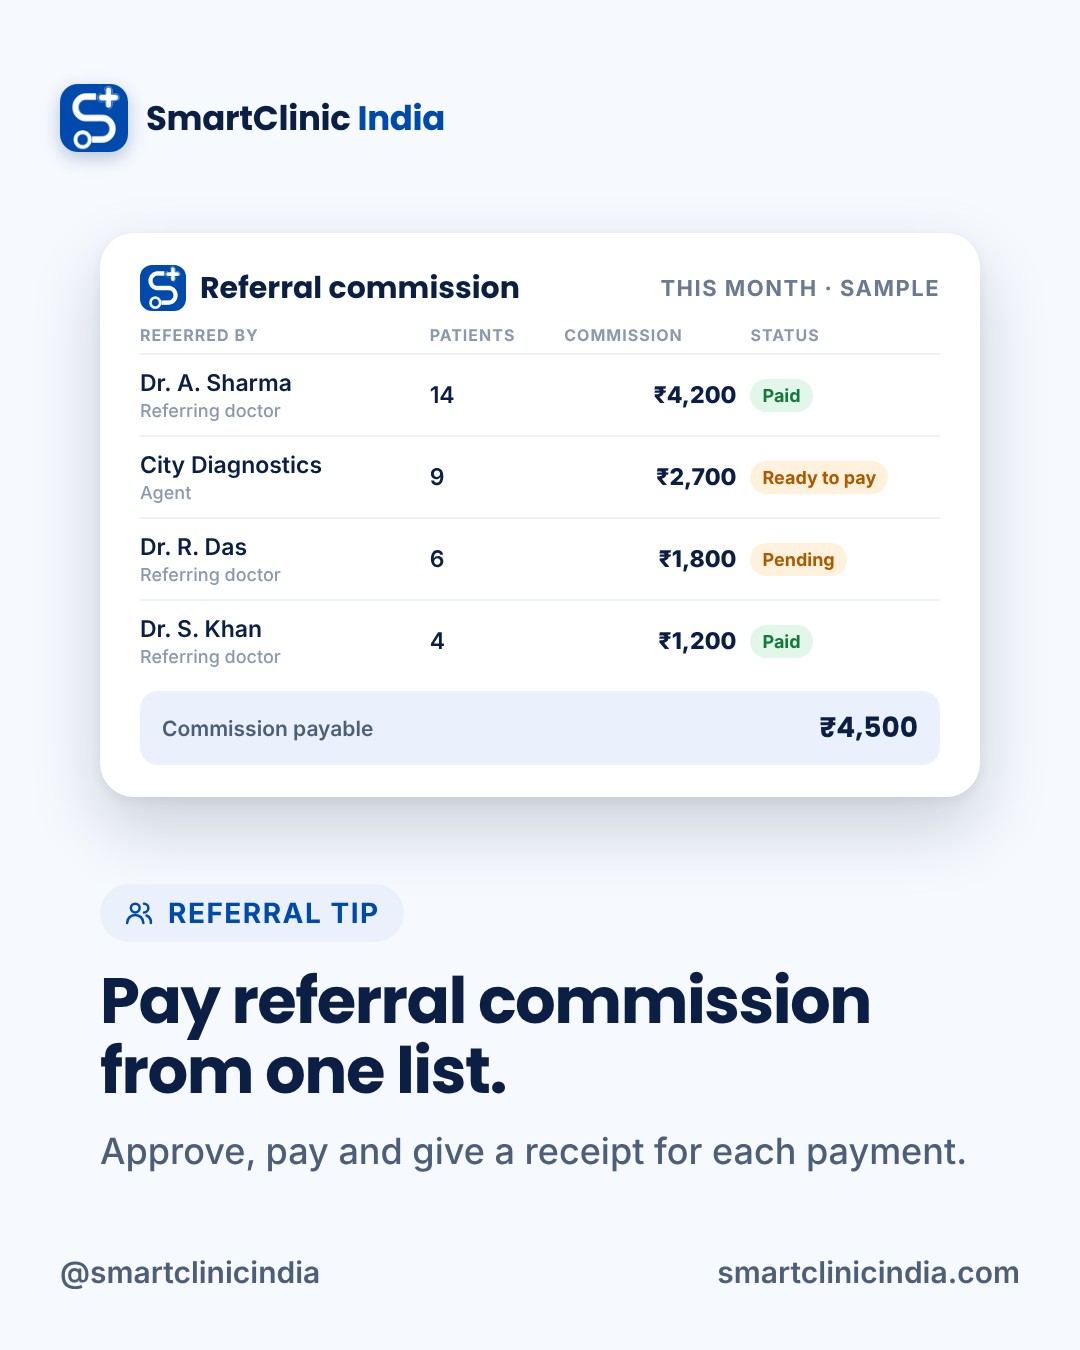 SmartClinic India
Referral commission THIS MONTH · SAMPLE
REFERRED BY PATIENTS COMMISSION STATUS
Dr. A. Sharma 14 ₹4,200 Paid
Referring doctor
City Diagnostics 9 ₹2,700 Ready to pay
Agent
Dr. R. Das 6 ₹1,800 Pending
Referring doctor
Dr. S. Khan 4 ₹1,200 Paid
Referring doctor
Commission payable ₹4,500
REFERRAL TIP
Pay referral commission
from one list.
Approve, pay and give a receipt for each payment.
@smartclinicindia smartclinicindia.com